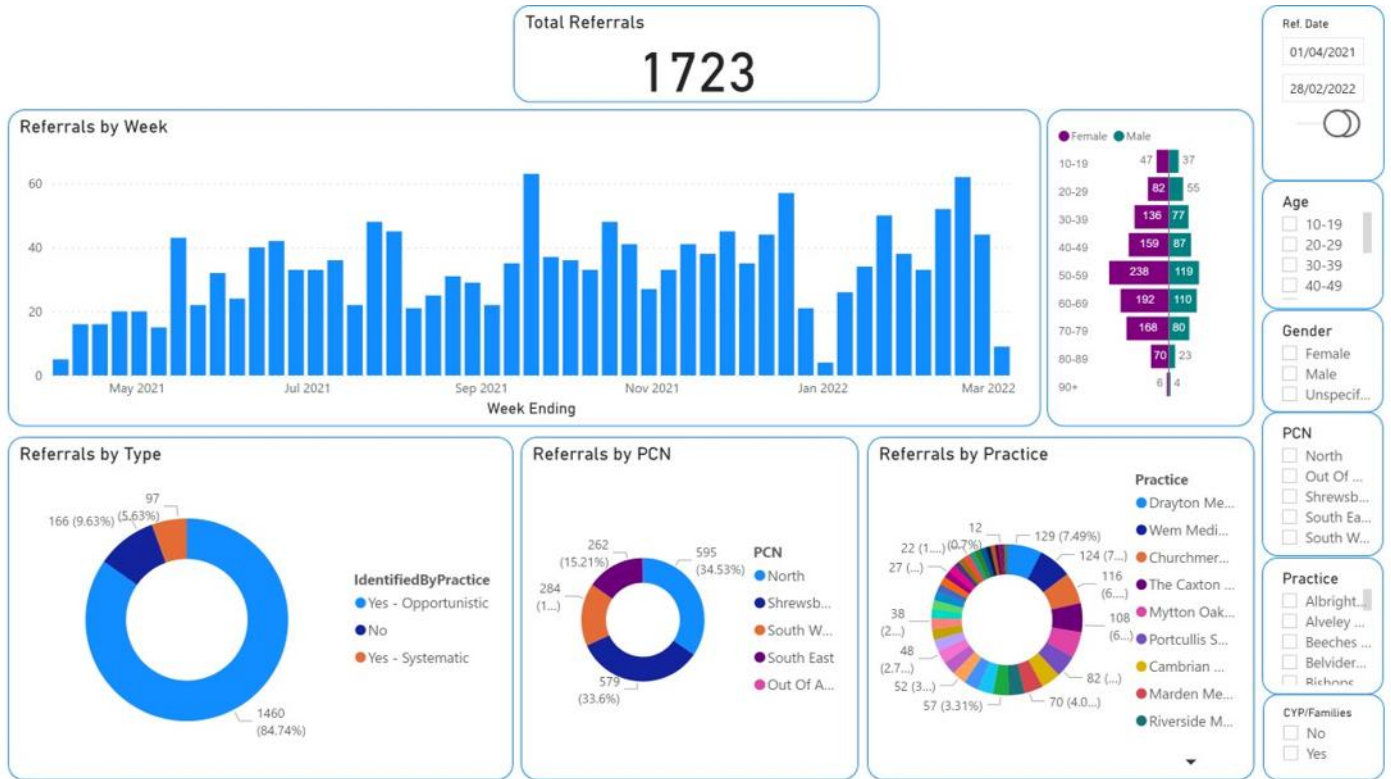 Total Referrals
1723
Referrals by Week
60
40
20
0
May 2021
Jul 2021
Sep 2021
Nov 2021
Jan 2022
Mar 2022
Week Ending
Female
Male
10-19
47
37
20-29
82
55
30-39
136
77
40-49
159
87
50-59
238
119
60-69
192
110
70-79
168
80
80-89
70
23
90+
6
4
Ref. Date
01/04/2021
28/02/2022
Age
10-19
20-29
30-39
40-49
Gender
Female
Male
Unspecif...
PCN
North
Out Of ...
Shrewsb...
South Ea...
South W...
Practice
Albright...
Alveley ...
Beeches ...
Belvider...
Bishops
CYP/Families
No
Yes
Referrals by Type
97
(5.63%)
166 (9.63%)
1460
(84.74%)
IdentifiedByPractice
Yes - Opportunistic
No
Yes - Systematic
Referrals by PCN
262
(15.21%)
284
(1...)
595
(34.53%)
579
(33.6%)
PCN
North
Shrewsb...
South W...
South East
Out Of A...
Referrals by Practice
12
(0.7%)
22 (1....)
27 (...)
38
(2...)
48
(2.7...)
52 (3...)
57 (3.31%)
70 (4.0...)
82 (...)
108
(6...)
116
(6...)
124 (7...)
129 (7.49%)
Practice
Drayton Me...
Wem Medi...
Churchmer...
The Caxton ...
Mytton Oak...
Portcullis S...
Cambrian ...
Marden Me...
Riverside M...